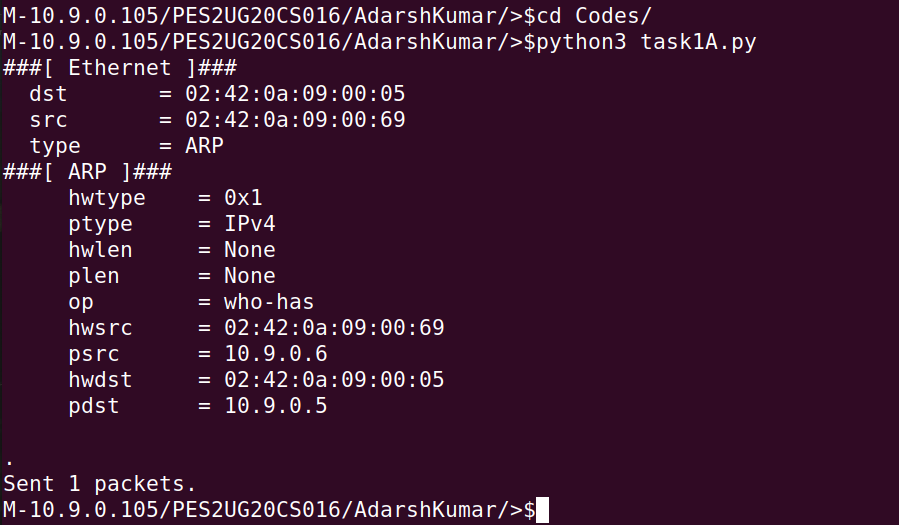 M-10.9.0.105/PES2UG20CS016/AdarshKumar/>$cd Codes/
M-10.9.0.105/PES2UG20CS016/AdarshKumar/>$python3 task1A.py
###[ Ethernet ]###
  dst       = 02:42:0a:09:00:05
  src       = 02:42:0a:09:00:69
  type      = ARP
###[ ARP ]###
     hwtype    = 0x1
     ptype     = IPv4
     hwlen     = None
     plen      = None
     op        = who-has
     hwsrc     = 02:42:0a:09:00:69
     psrc      = 10.9.0.6
     hwdst     = 02:42:0a:09:00:05
     pdst      = 10.9.0.5

.
Sent 1 packets.
M-10.9.0.105/PES2UG20CS016/AdarshKumar/>$